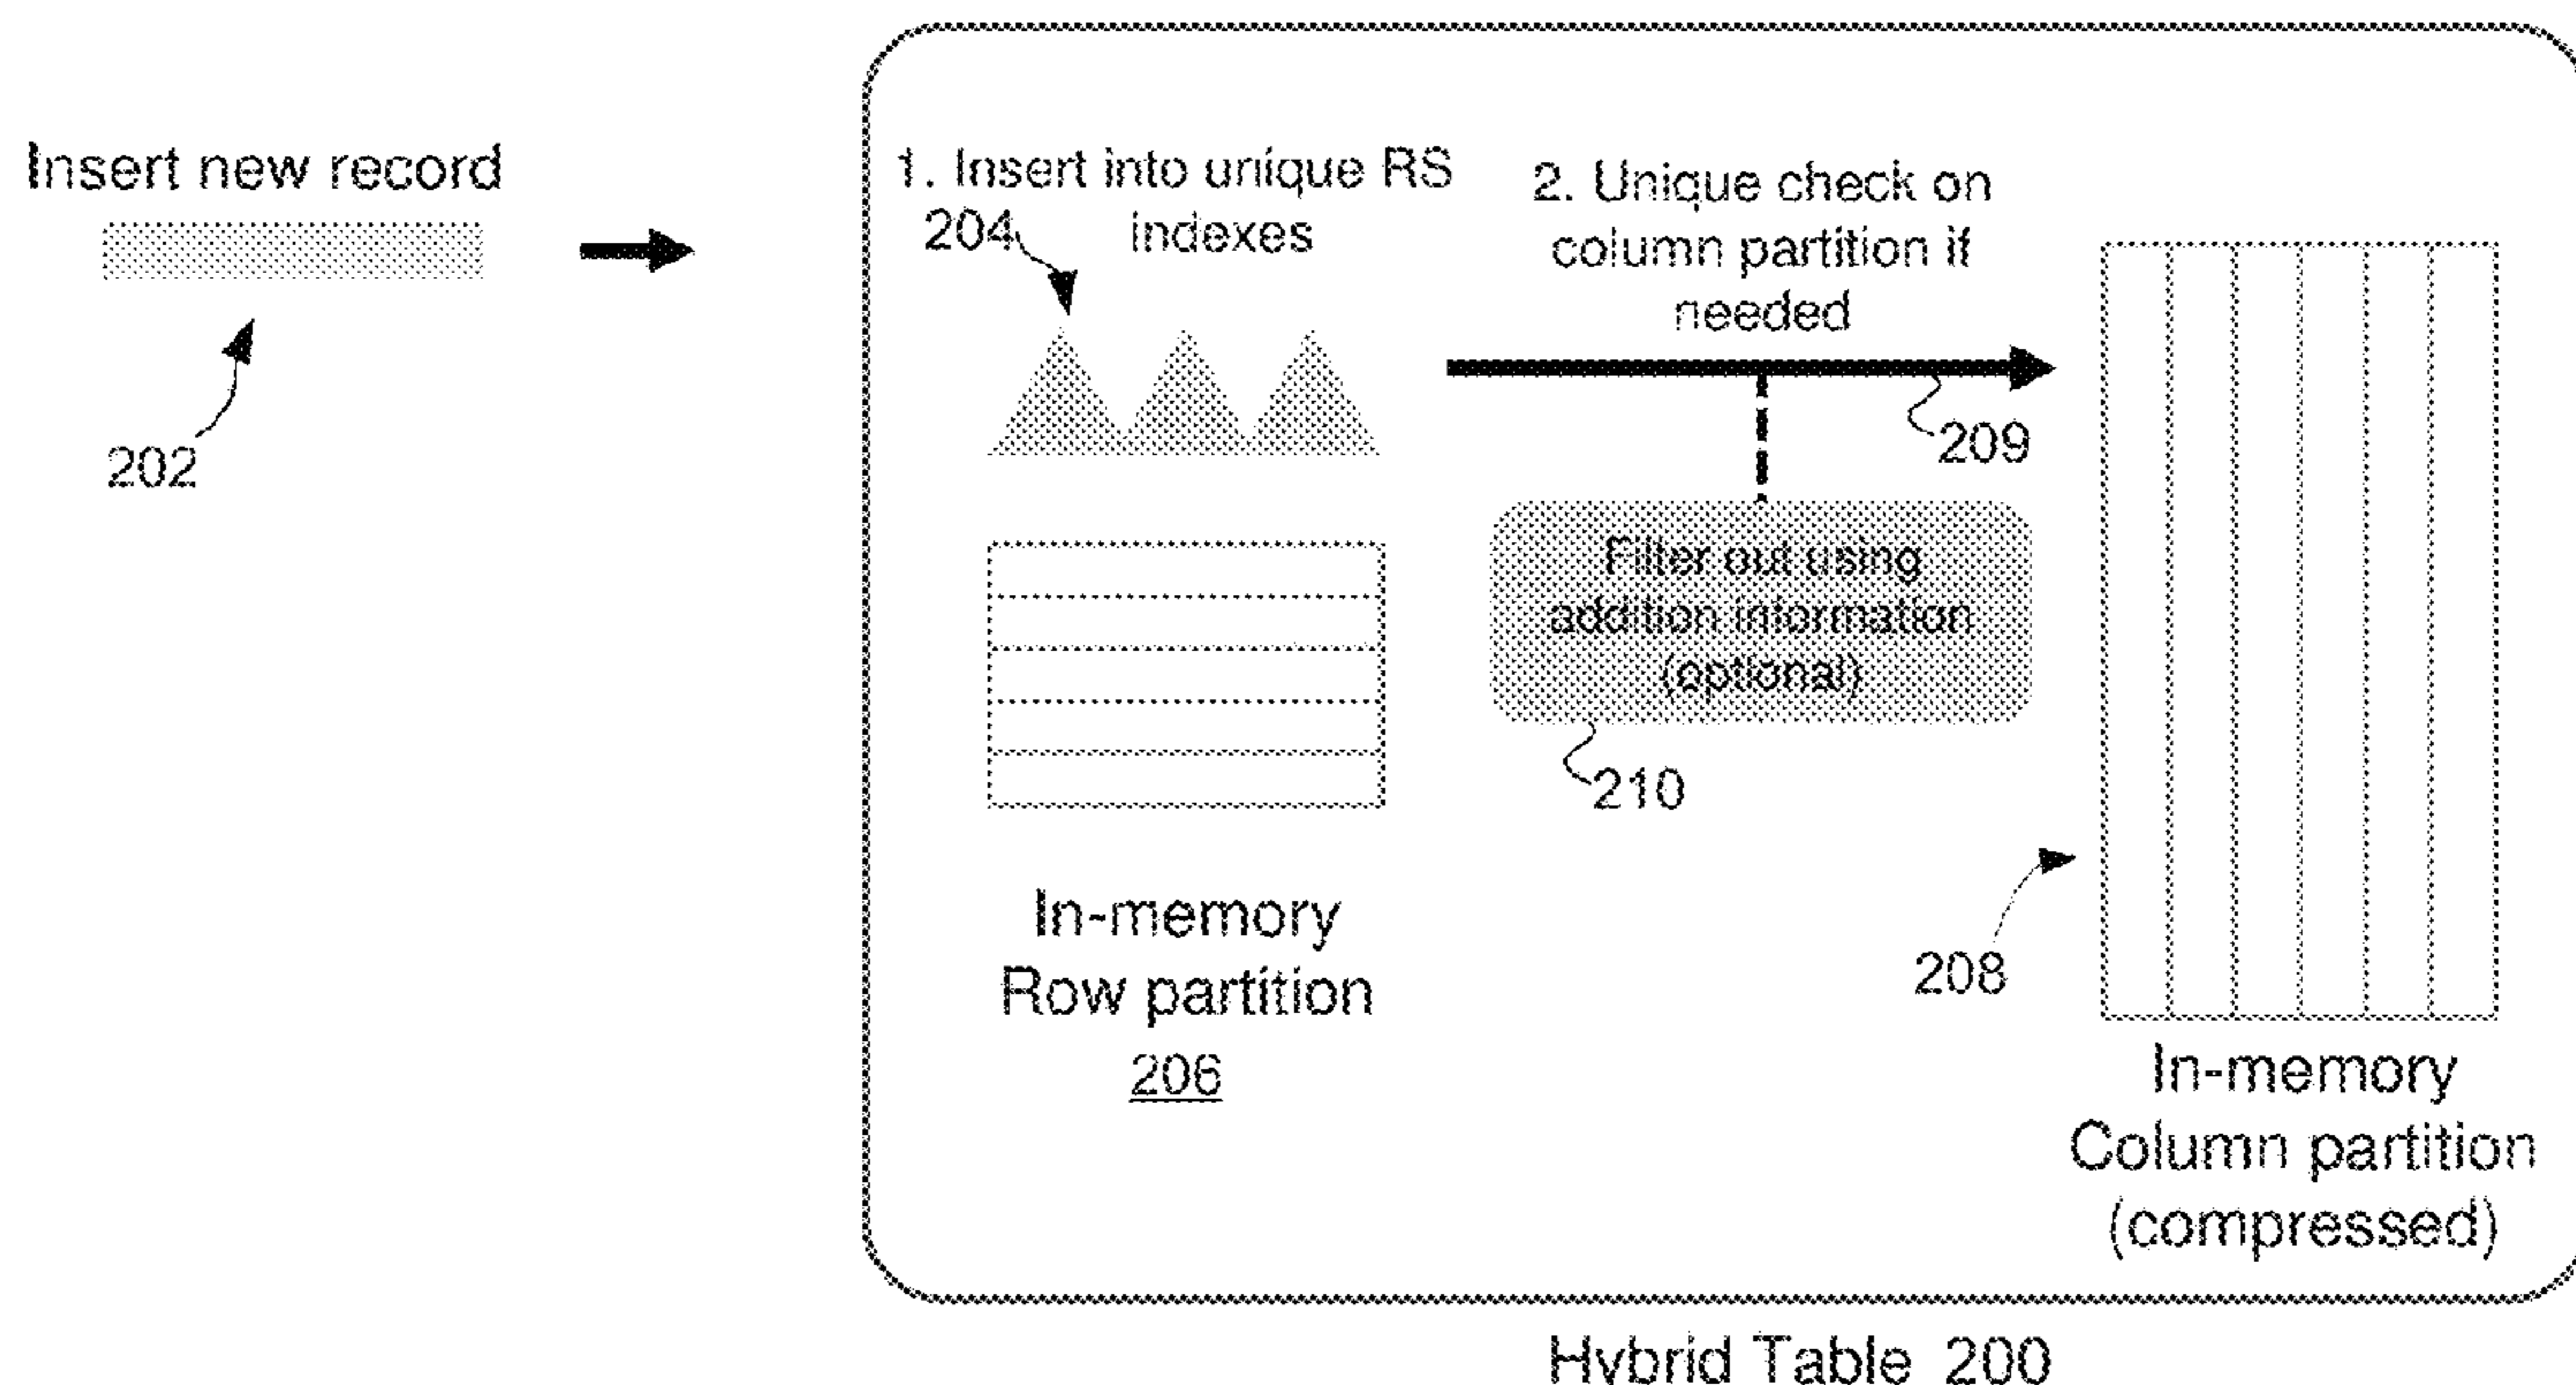 Insert new record
202
1. Insert into unique RS
204 indexes
2. Unique check on
column partition if
needed
209
Filter out using
addition information
(optional)
210
In-memory
Row partition
206
208
In-memory
Column partition
(compressed)
Hybrid Table 200